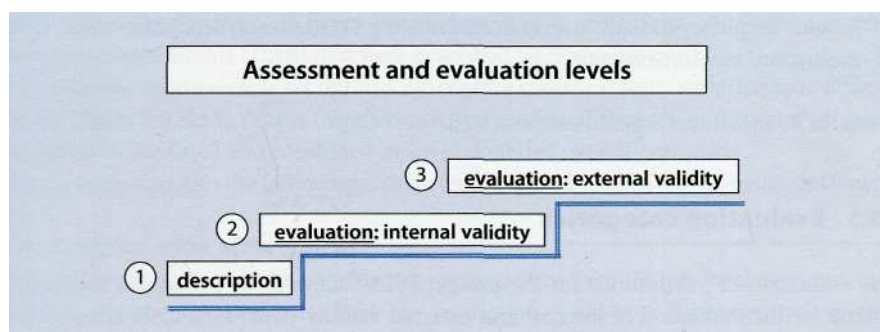 Assessment and evaluation levels
3 evaluation: external validity
2 evaluation: internal validity
1 description